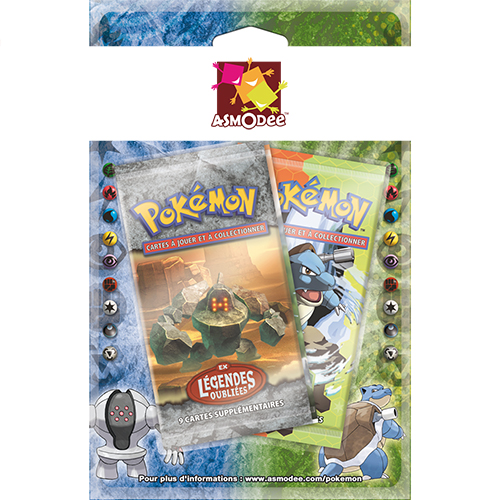 ASMODEE
POKéMON
CARTES À JOUER ET À COLLECTIONNER
EX
LÉGENDES
OUBLIÉES
9 CARTES SUPPLÉMENTAIRES
KéMON
JOUER ET À COLLECTIONNER
Pour plus d'informations : www.asmodee.com/pokemon